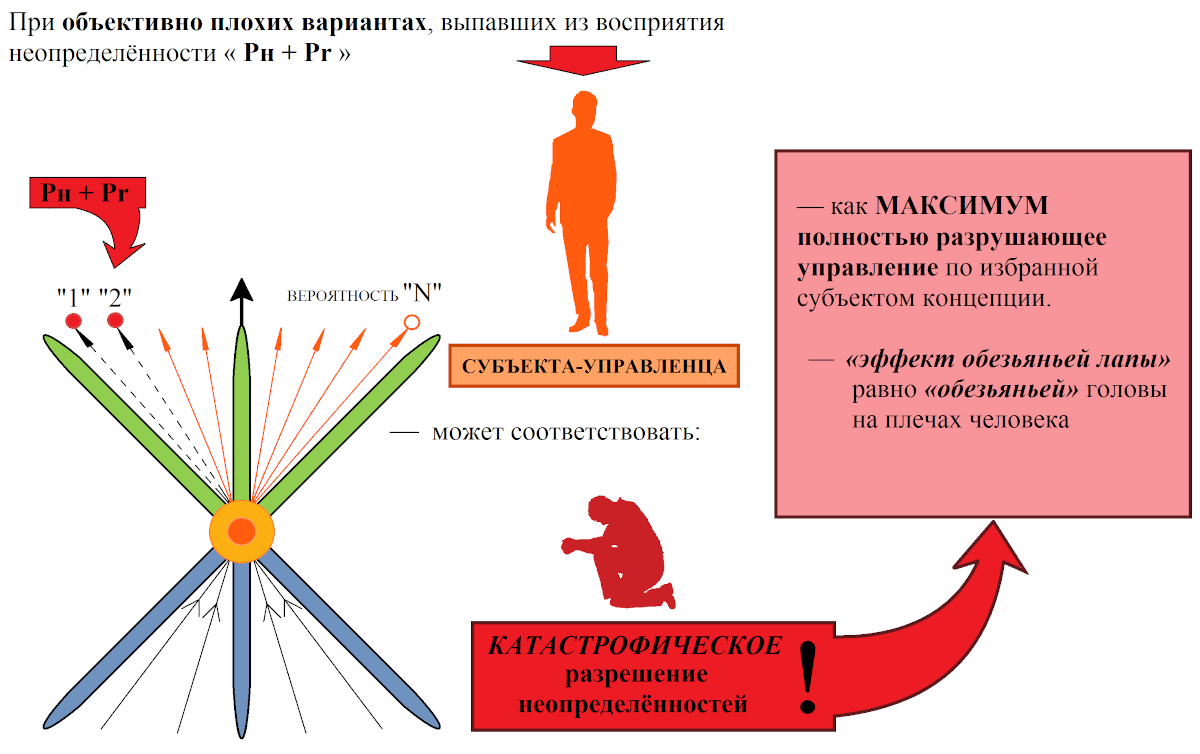 При объективно плохих вариантах, выпавших из восприятия
неопределённости « Рн + Pr »
Рн + Pr
"1" "2"
ВЕРОЯТНОСТЬ "N"
СУБЪЕКТА-УПРАВЛЕНЦА
— может соответствовать:
КАТАСТРОФИЧЕСКОЕ
разрешение
неопределённостей
!
— как МАКСИМУМ
полностью разрушающее
управление по избранной
субъектом концепции.
— «эффект обезьяньей лапы»
равно «обезьяньей» головы
на плечах человека